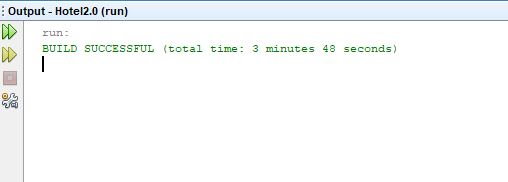 Output - Hotel2.0 (run)
run:
BUILD SUCCESSFUL (total time: 3 minutes 48 seconds)